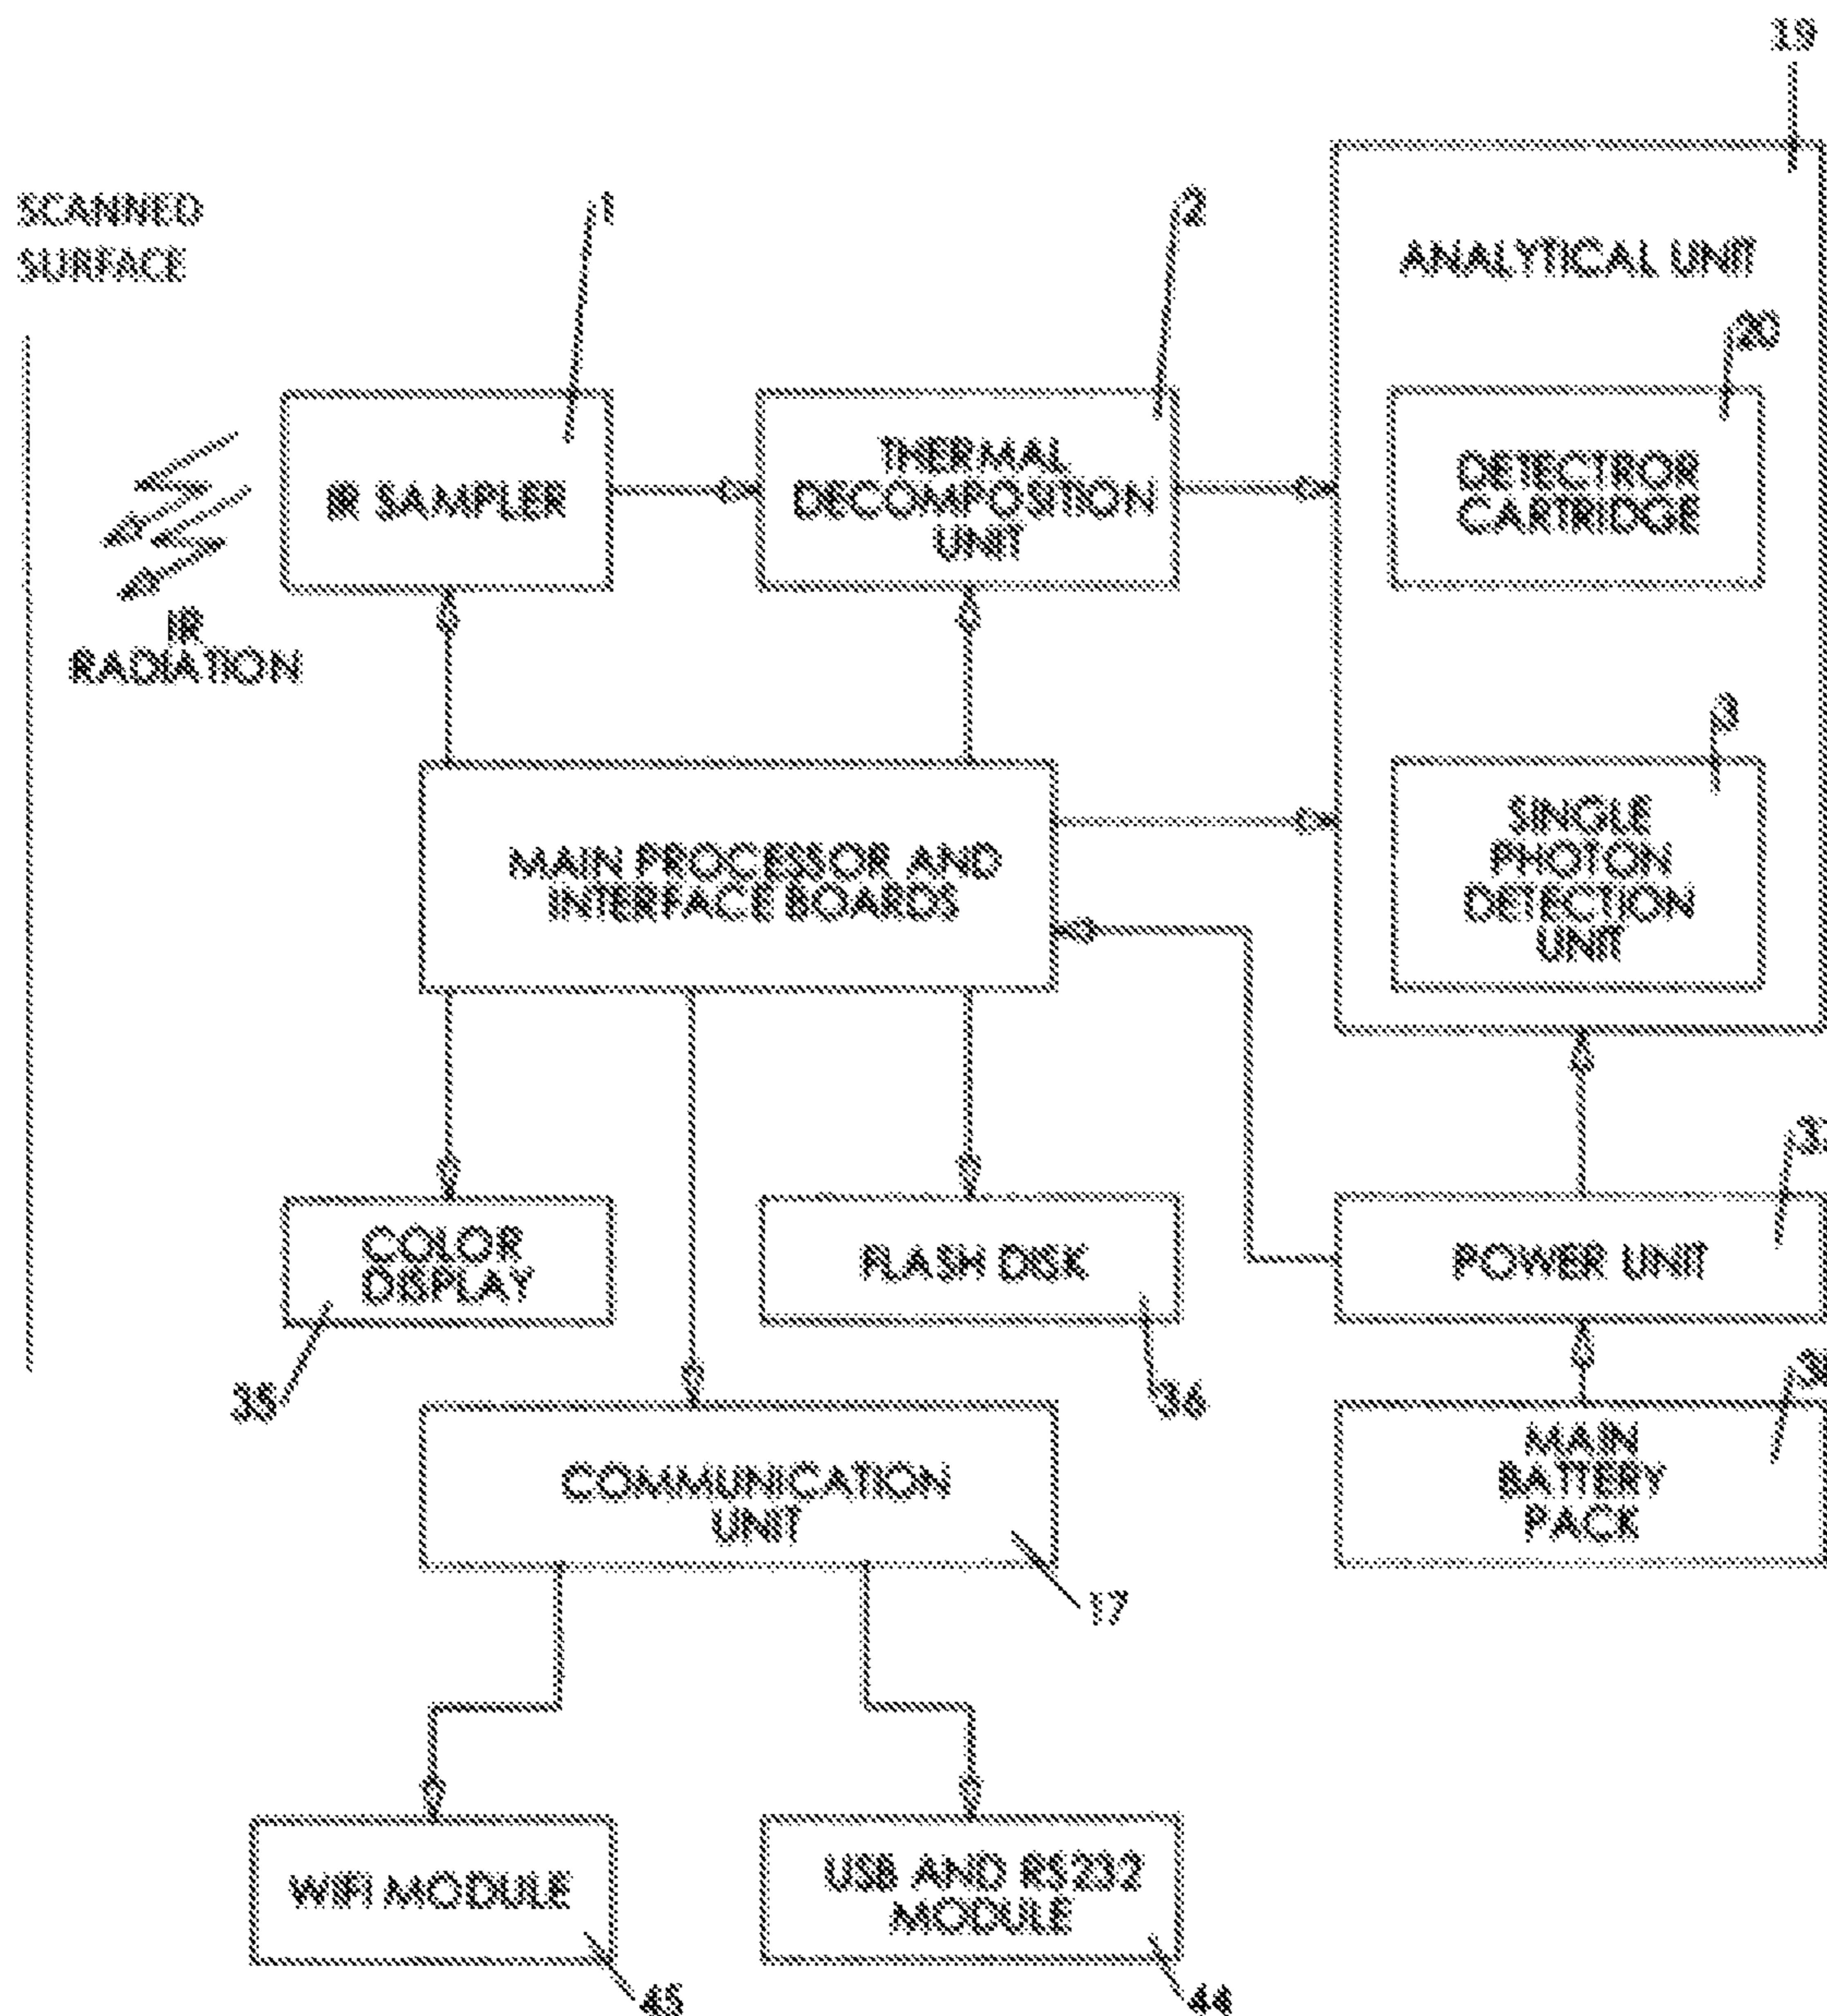 19
SCANNED
SURFACE
1
2
ANALYTICAL UNIT
20
IR SAMPLER
THERMAL
DECOMPOSITION
UNIT
DETECTROR
CARTRIDGE
IR
RADIATION
3
MAIN PROCESSOR AND
INTERFACE BOARDS
SINGLE
PHOTON
DETECTION
UNIT
COLOR
DISPLAY
FLASH DISK
POWER UNIT
35
36
MAIN
BATTERY
PACK
COMMUNICATION
UNIT
17
WIFI MODULE
USB AND RS232
MODULE
45
44